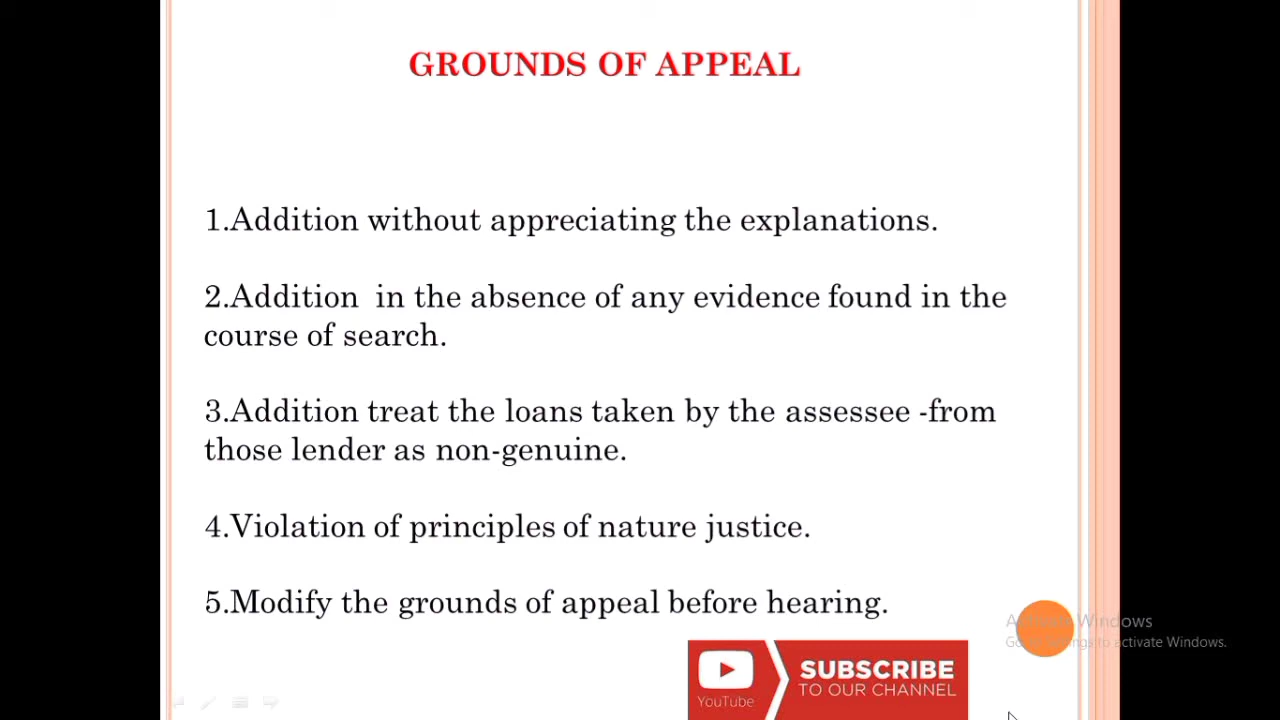 GROUNDS OF APPEAL
1.Addition without appreciating the explanations.
2.Addition in the absence of any evidence found in the
course of search.
3.Addition treat the loans taken by the assessee -from
those lender as non-genuine.
4.Violation of principles of nature justice.
5.Modify the grounds of appeal before hearing.
Activate Windows
Go to Settings to activate Windows.
SUBSCRIBE
TO OUR CHANNEL
YouTube